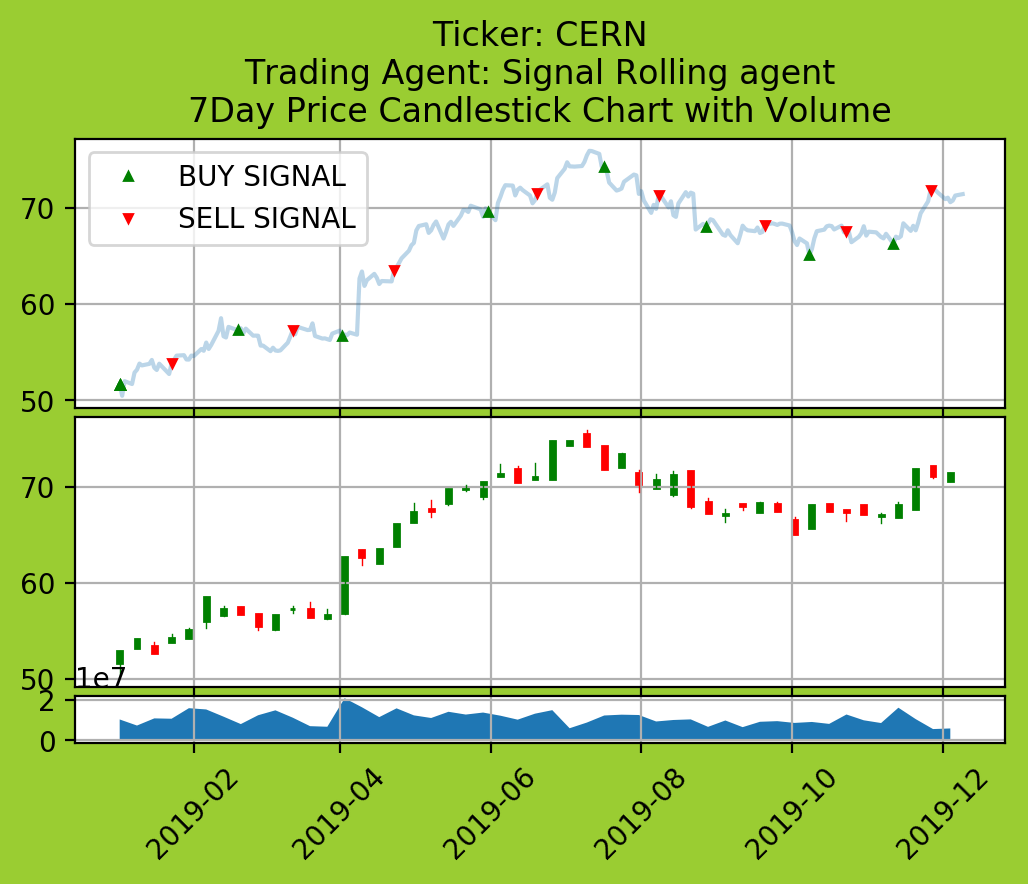 Ticker: CERN
Trading Agent: Signal Rolling agent
7Day Price Candlestick Chart with Volume
BUY SIGNAL
SELL SIGNAL
70
60
50
70
60
50
1e7
2
0
2019-02
2019-04
2019-06
2019-08
2019-10
2019-12